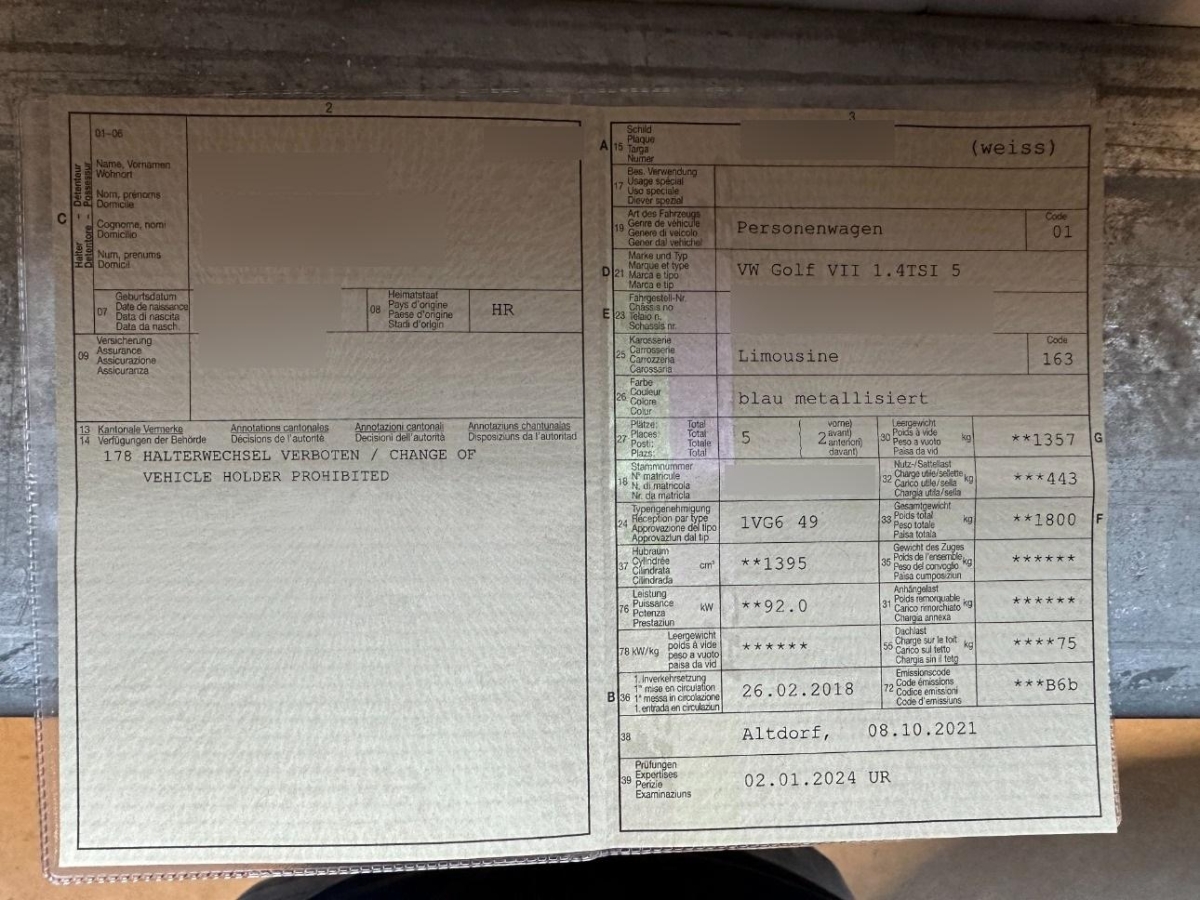 2
01-06
C
Halter - Détenteur
Detentore - Possessur
Name, Vornamen
Wohnort
Nom, prénoms
Domicile
Cognome, nomi
Domicilio
Num, prenums
Domicil
07
Geburtsdatum
Date de naissance
Data di nascita
Data da nasch.
08
Heimatstaat
Pays d'origine
Paese d'origine
Stadi d'origin
HR
09
Versicherung
Assurance
Assicurazione
Assicuranza
13 Kantonale Vermerke Annotations cantonales Annotazioni cantonali Annotaziuns chantunalas
14 Verfügungen der Behörde Décisions de l'autorité Decisioni dell'autorità Disposiziuns da l'autoritad
178 HALTERWECHSEL VERBOTEN / CHANGE OF
VEHICLE HOLDER PROHIBITED
3
A 15
Schild
Plaque
Targa
Numer
(weiss)
17
Bes. Verwendung
Usage spécial
Uso speciale
Diever spezial
19
Art des Fahrzeugs
Genre de véhicule
Genere di veicolo
Gener dal vehichel
Personenwagen
Code
01
D 21
Marke und Typ
Marque et type
Marca e tipo
Marca e tip
VW Golf VII 1.4TSI 5
E 23
Fahrgestell-Nr.
Châssis no
Telaio n.
Schassis nr.
25
Karosserie
Carrosserie
Carrozzeria
Carossaria
Limousine
Code
163
26
Farbe
Couleur
Colore
Colur
blau metallisiert
27
Plätze: Total
Places: Total
Posti: Totale
Plazs: Total
5
2
vorne)
avant)
anteriori)
davant)
30
Leergewicht
Poids à vide
Peso a vuoto
Paisa da vid
kg
**1357
G
18
Stammnummer
N° matricule
N. di matricola
Nr. da matricla
32
Nutz-/Sattellast
Charge utile/sellette
Carico utile/sella
Chargia utila/sella
kg
***443
24
Typengenehmigung
Réception par type
Approvazione del tipo
Approvaziun dal tip
1VG6 49
33
Gesamtgewicht
Poids total
Peso totale
Paisa totala
kg
**1800
F
37
Hubraum
Cylindrée
Cilindrata
Cilindrada
cm³
**1395
35
Gewicht des Zuges
Poids de l'ensemble
Peso del convoglio
Paisa cumposiziun
kg
******
76
Leistung
Puissance
Potenza
Prestaziun
kW
**92.0
31
Anhängelast
Poids remorquable
Carico rimorchiato
Chargia annexa
kg
******
78 kW/kg
Leergewicht
poids à vide
peso a vuoto
paisa da vid
******
55
Dachlast
Charge sur le toit
Carico sul tetto
Chargia sin il tetg
kg
****75
B 36
1. Inverkehrsetzung
1re mise en circulation
1a messa in circolazione
1. entrada en circulaziun
26.02.2018
72
Emissionscode
Code émissions
Codice emissioni
Code d'emissiuns
***B6b
38
Altdorf, 08.10.2021
39
Prüfungen
Expertises
Perizie
Examinaziuns
02.01.2024 UR